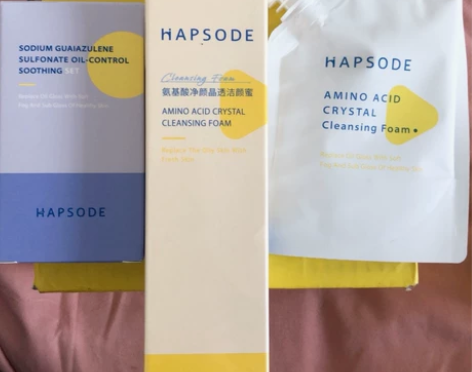 SODIUM GUAIAZULENE
SULFONATE OIL-CONTROL
SOOTHING SET
HAPSODE
HAPSODE
Cleansing Foam
氨基酸净颜晶透洁颜蜜
AMINO ACID CRYSTAL
CLEANSING FOAM
HAPSODE
AMINO ACID
CRYSTAL
Cleansing Foam